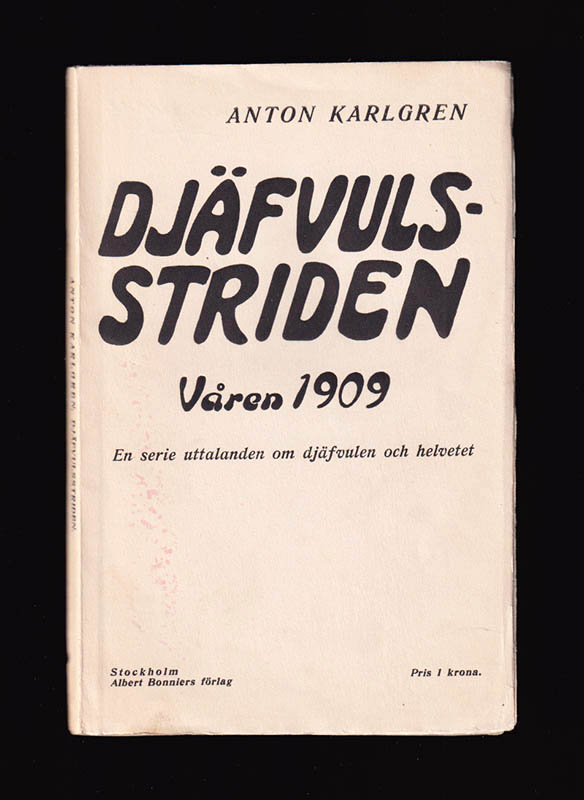 ANTON KARLGREN
DJÄFVULS-
STRIDEN
Våren 1909
En serie uttalanden om djäfvulen och helvetet
Stockholm
Albert Bonniers förlag
Pris 1 krona.
ANTON KARLGREN, DJÄFVULSSTRIDEN.